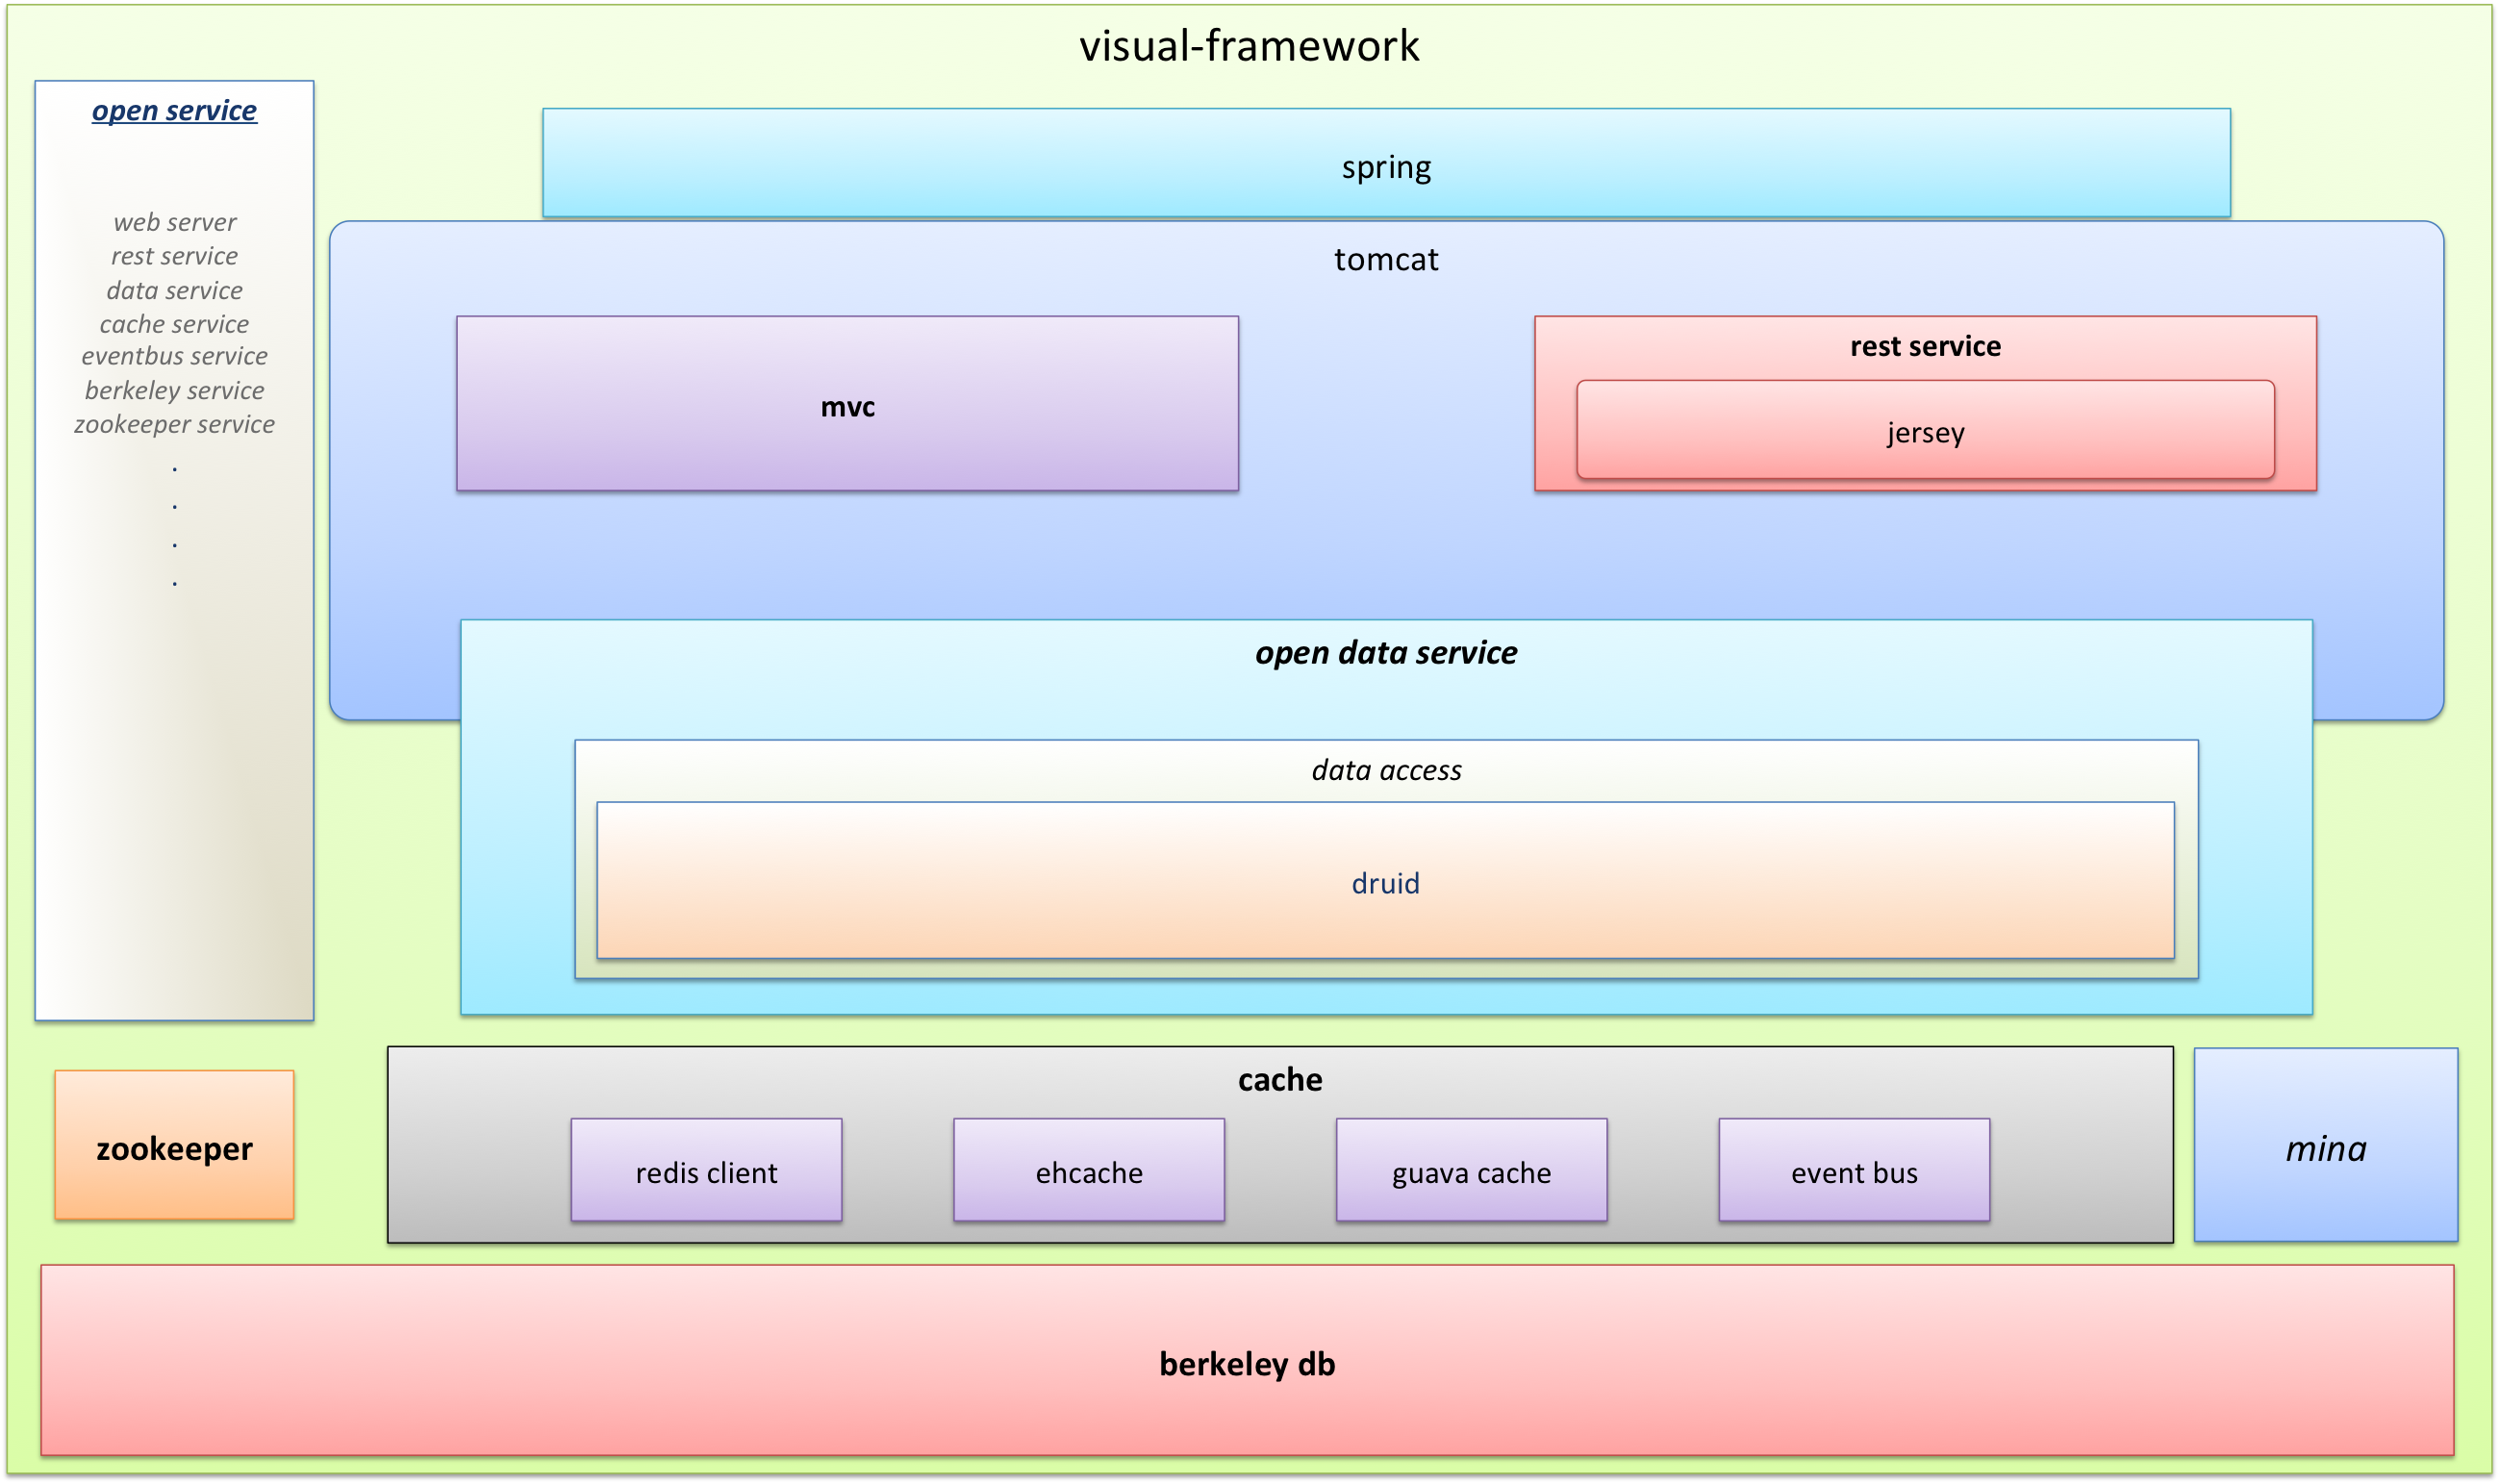 visual-framework
open service
web server
rest service
data service
cache service
eventbus service
berkeley service
zookeeper service
.
.
.
.
spring
tomcat
mvc
rest service
jersey
open data service
data access
druid
zookeeper
cache
redis client
ehcache
guava cache
event bus
mina
berkeley db